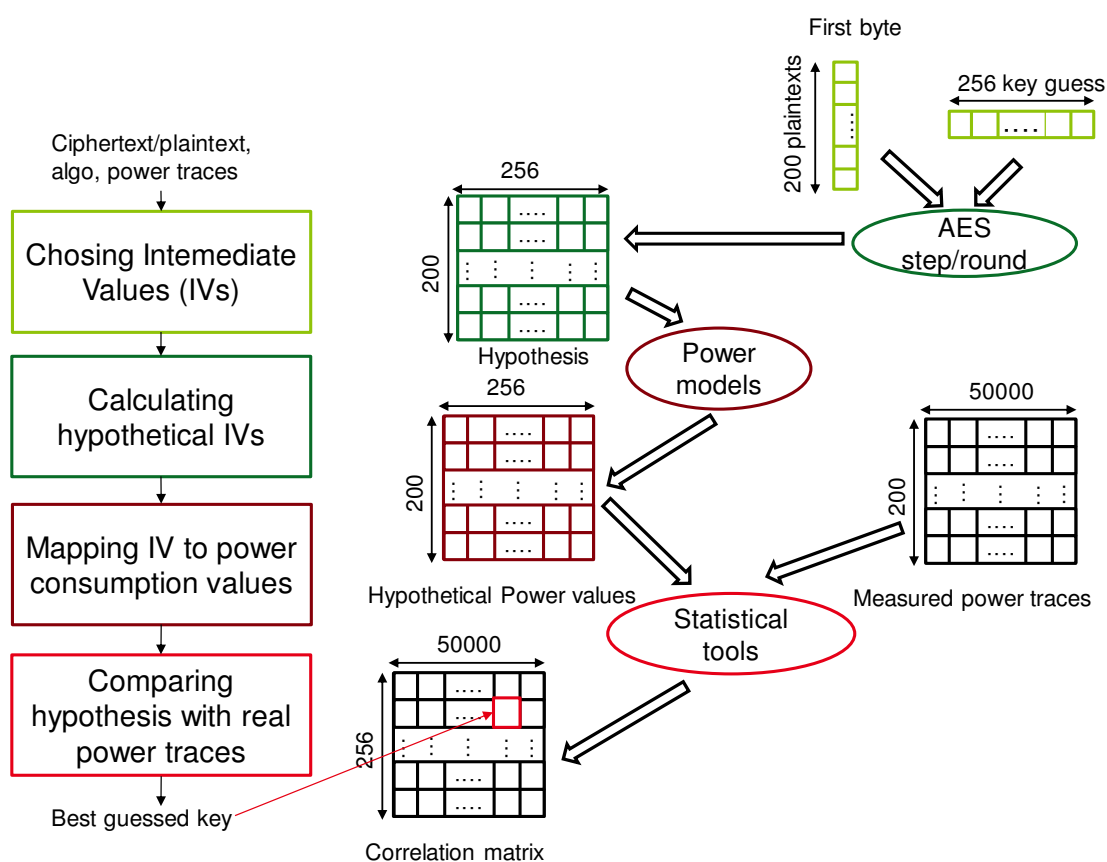 First byte
256 key guess
200 plaintexts
....
Ciphertext/plaintext,
algo, power traces
Chosing Intemediate
Values (IVs)
Calculating
hypothetical IVs
Mapping IV to power
consumption values
Comparing
hypothesis with real
power traces
Best guessed key
AES
step/round
256
200
....
....
....
....
Hypothesis
Power
models
256
200
....
....
....
....
Hypothetical Power values
50000
200
....
....
....
....
Measured power traces
Statistical
tools
50000
256
....
....
....
....
Correlation matrix